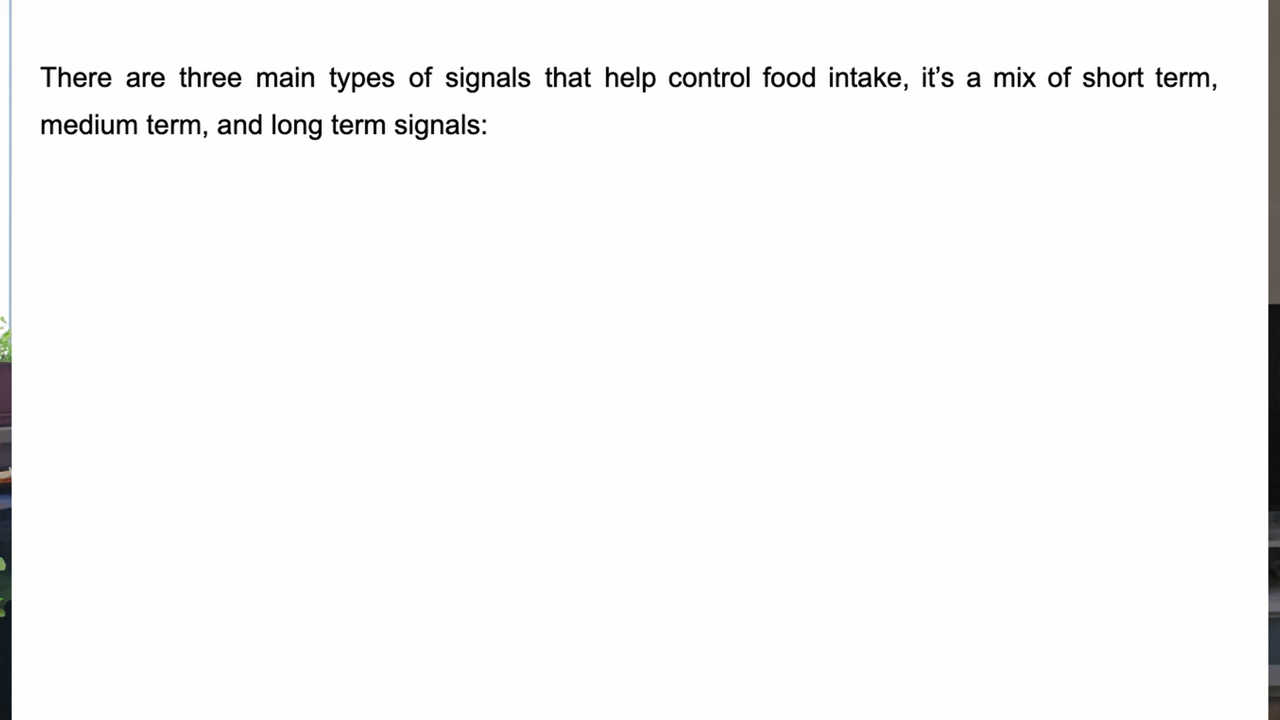 There are three main types of signals that help control food intake, it’s a mix of short term,
medium term, and long term signals: